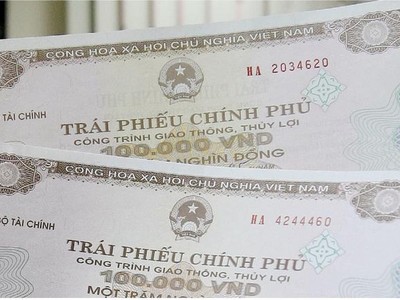 CỘNG HÒA XÃ HỘI CHỦ NGHĨA VIỆT NAM
HA 2034620
TÀI CHÍNH
TRÁI PHIẾU CHÍNH PHỦ
CÔNG TRÌNH GIAO THÔNG, THỦY LỢI
100.000 VND
NGHÌN ĐỒNG
CỘNG HÒA XÃ HỘI CHỦ NGHĨA VIỆT NAM
BỘ TÀI CHÍNH
HA 4244460
TRÁI PHIẾU CHÍNH PHỦ
CÔNG TRÌNH GIAO THÔNG, THỦY LỢI
100.000 VND
MỘT TRĂM